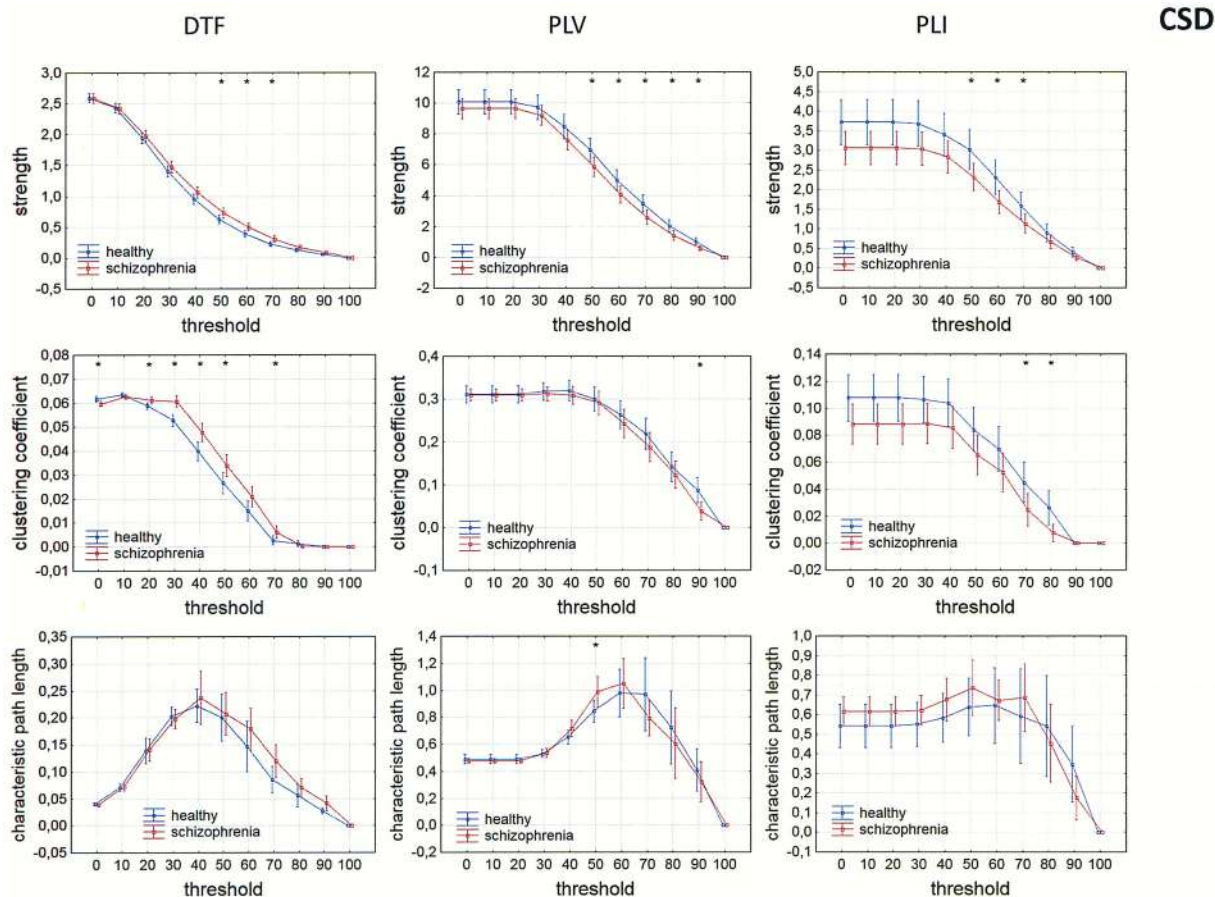 DTF PLV PLI CSD
* * *
3,0
2,5
2,0
1,5
1,0
0,5
0,0
-0,5
strength
healthy
schizophrenia
0 10 20 30 40 50 60 70 80 90 100
threshold
* * * * *
12
10
8
6
4
2
0
-2
strength
healthy
schizophrenia
0 10 20 30 40 50 60 70 80 90 100
threshold
* * *
5,0
4,5
4,0
3,5
3,0
2,5
2,0
1,5
1,0
0,5
0,0
-0,5
strength
healthy
schizophrenia
0 10 20 30 40 50 60 70 80 90 100
threshold
* * * * * *
0,08
0,07
0,06
0,05
0,04
0,03
0,02
0,01
0,00
-0,01
clustering coefficient
healthy
schizophrenia
0 10 20 30 40 50 60 70 80 90 100
threshold
*
0,4
0,3
0,2
0,1
0,0
-0,1
clustering coefficient
healthy
schizophrenia
0 10 20 30 40 50 60 70 80 90 100
threshold
* *
0,14
0,12
0,10
0,08
0,06
0,04
0,02
0,00
-0,02
clustering coefficient
healthy
schizophrenia
0 10 20 30 40 50 60 70 80 90 100
threshold
0,35
0,30
0,25
0,20
0,15
0,10
0,05
0,00
-0,05
characteristic path length
healthy
schizophrenia
0 10 20 30 40 50 60 70 80 90 100
threshold
*
1,4
1,2
1,0
0,8
0,6
0,4
0,2
0,0
-0,2
characteristic path length
healthy
schizophrenia
0 10 20 30 40 50 60 70 80 90 100
threshold
1,0
0,9
0,8
0,7
0,6
0,5
0,4
0,3
0,2
0,1
0,0
-0,1
characteristic path length
healthy
schizophrenia
0 10 20 30 40 50 60 70 80 90 100
threshold